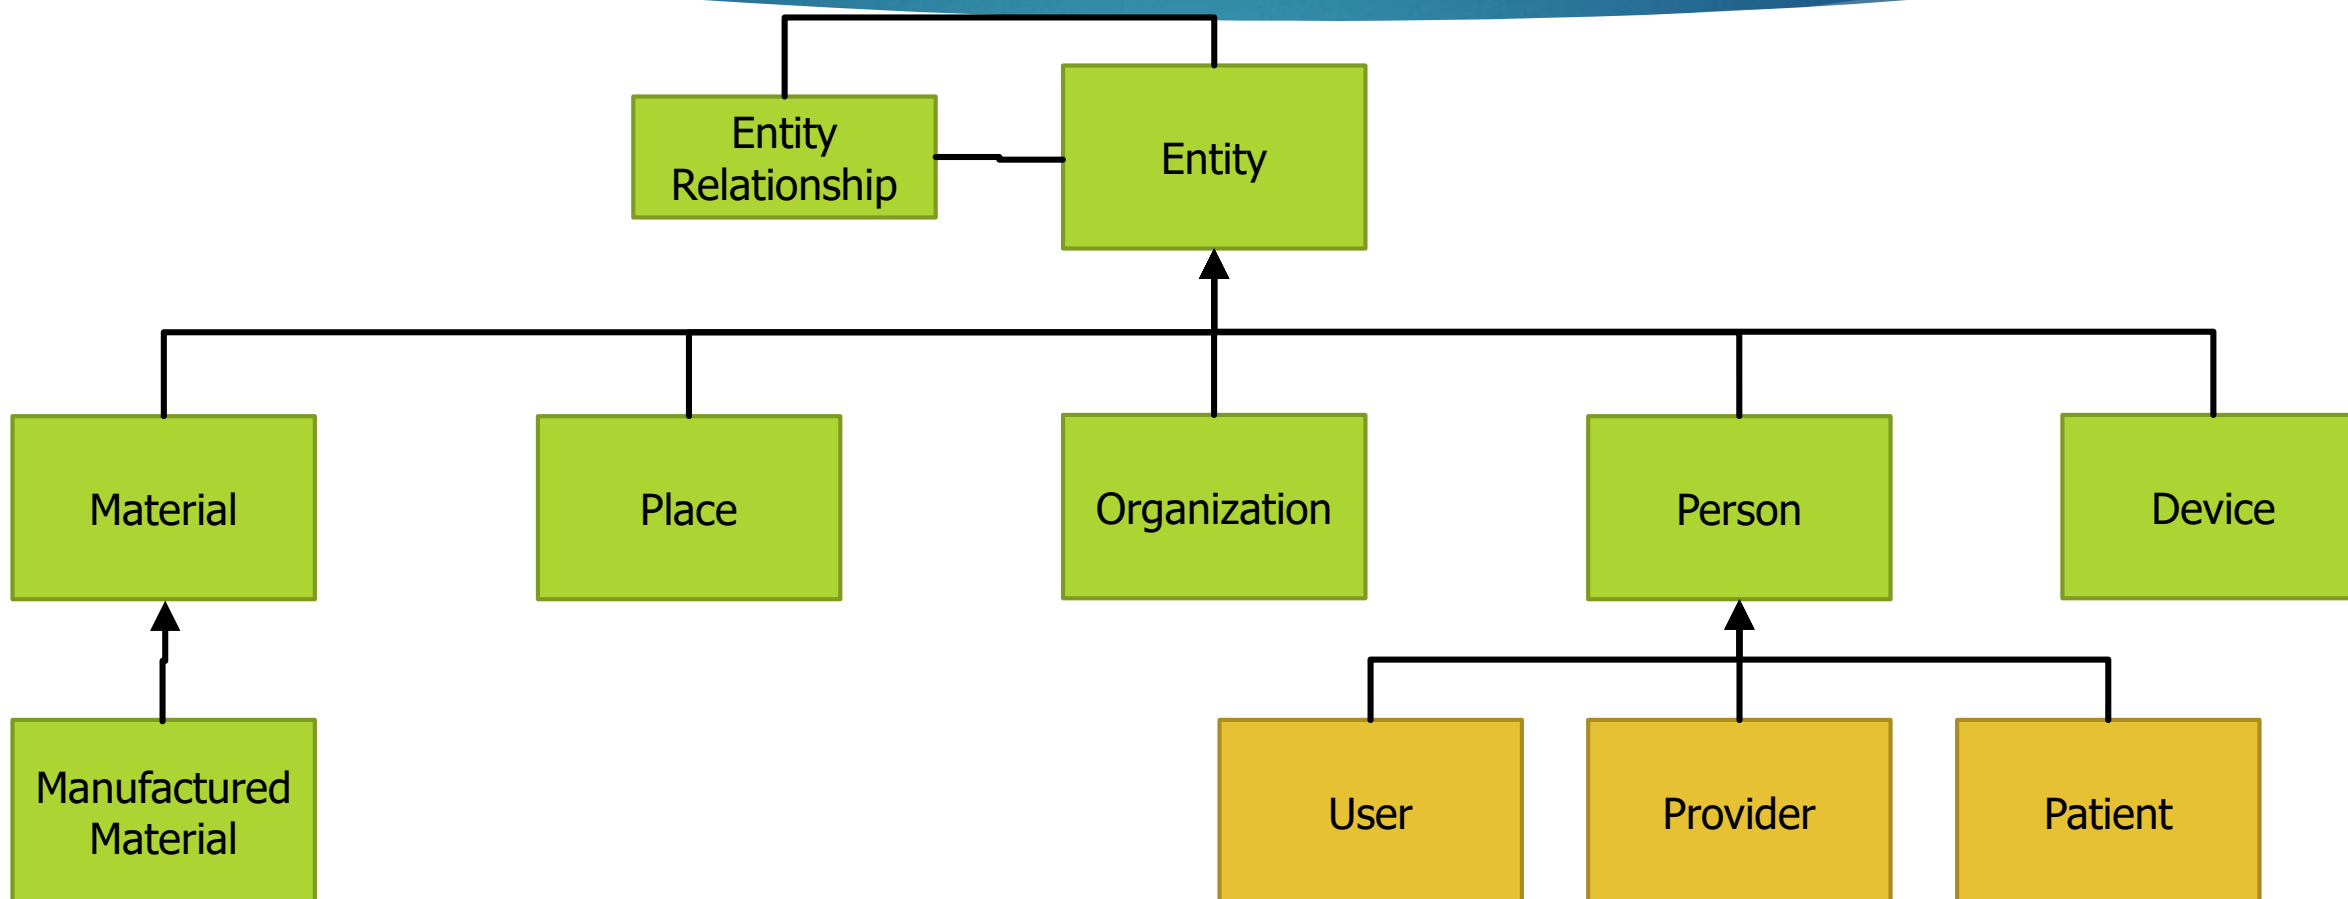 Entity
Relationship
Entity
Material
Place
Organization
Person
Device
Manufactured
Material
User
Provider
Patient